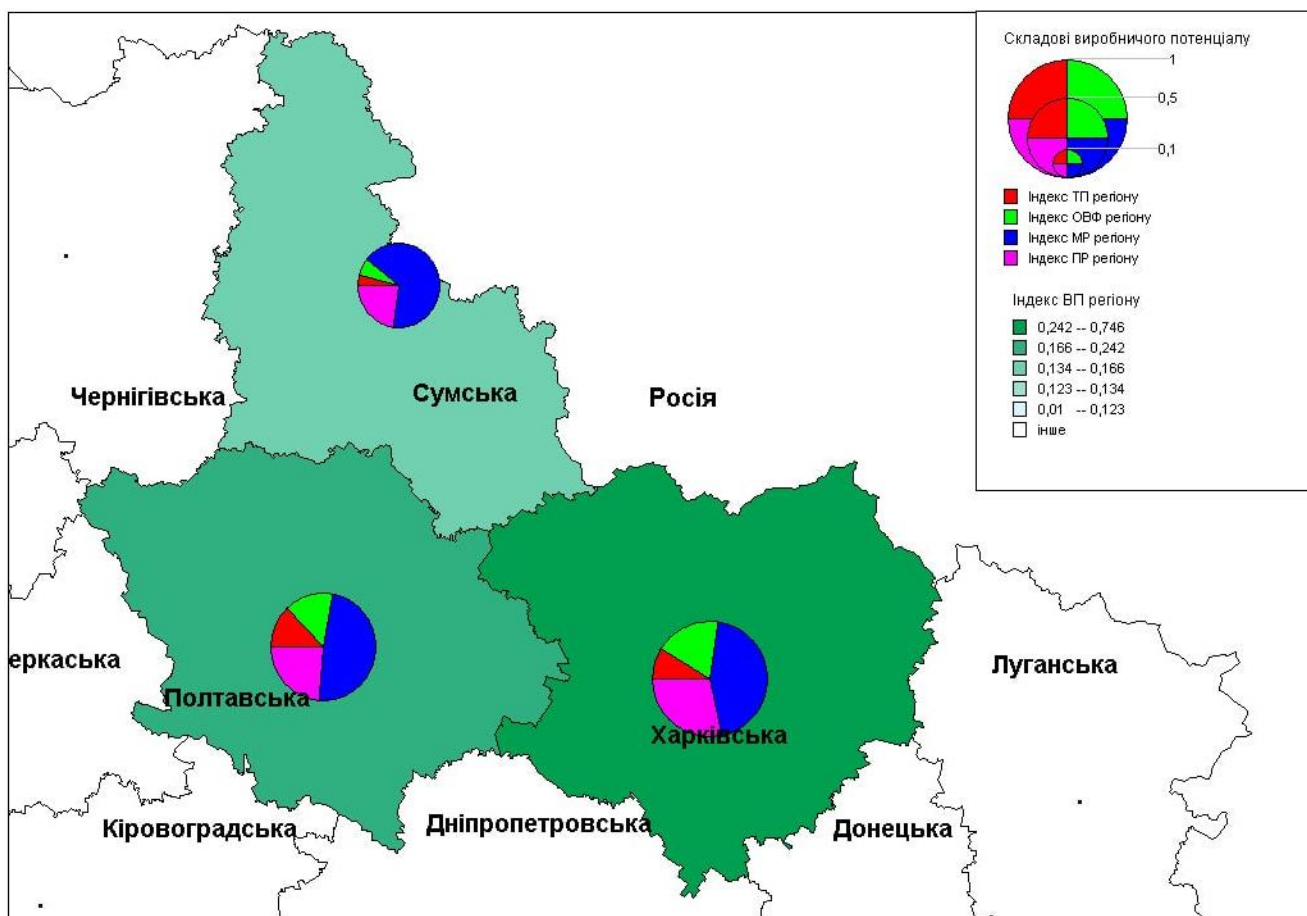 Складові виробничого потенціалу
1
0,5
0,1
Індекс ТП регіону
Індекс ОВФ регіону
Індекс МР регіону
Індекс ПР регіону
Індекс ВП регіону
0,242 -- 0,746
0,166 -- 0,242
0,134 -- 0,166
0,123 -- 0,134
0,01 -- 0,123
інше
Чернігівська
Сумська
Росія
еркаська
Полтавська
Харківська
Луганська
Кіровоградська
Дніпропетровська
Донецька